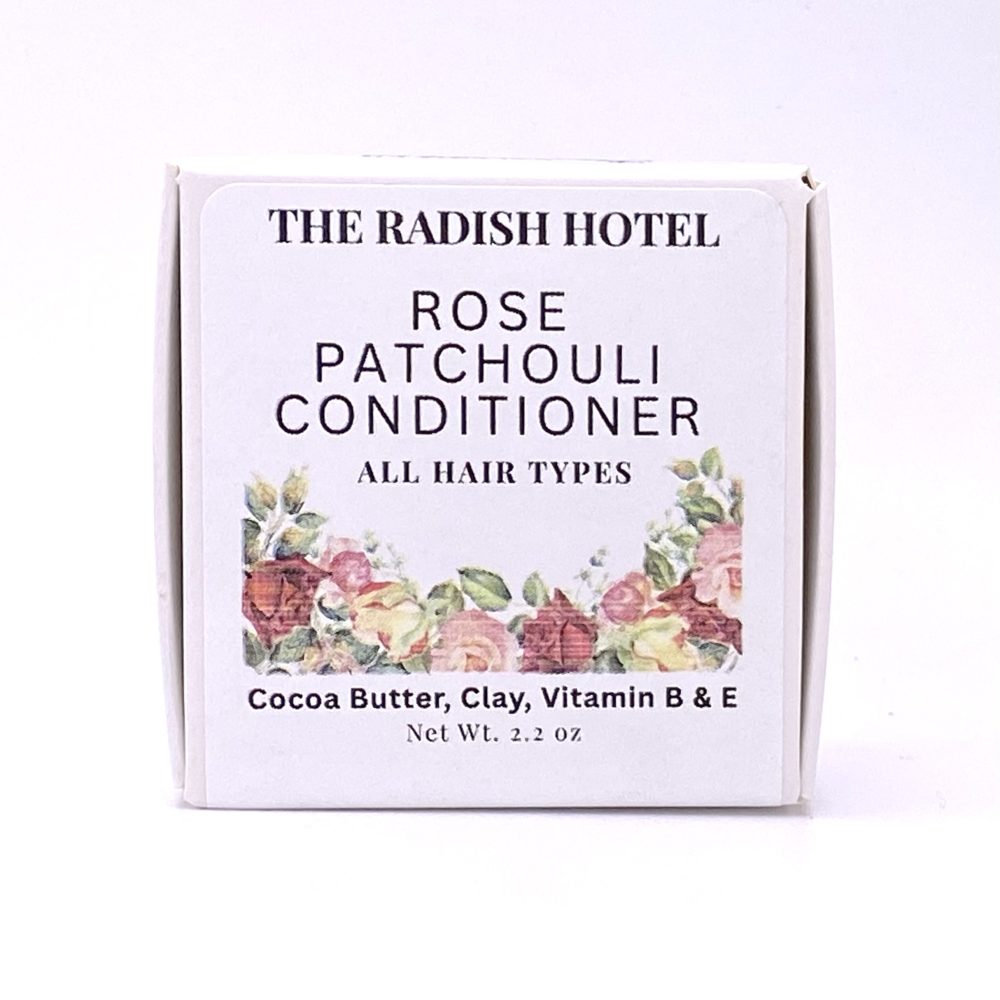 THE RADISH HOTEL
ROSE
PATCHOULI
CONDITIONER
ALL HAIR TYPES
Cocoa Butter, Clay, Vitamin B & E
Net Wt. 2.2 oz